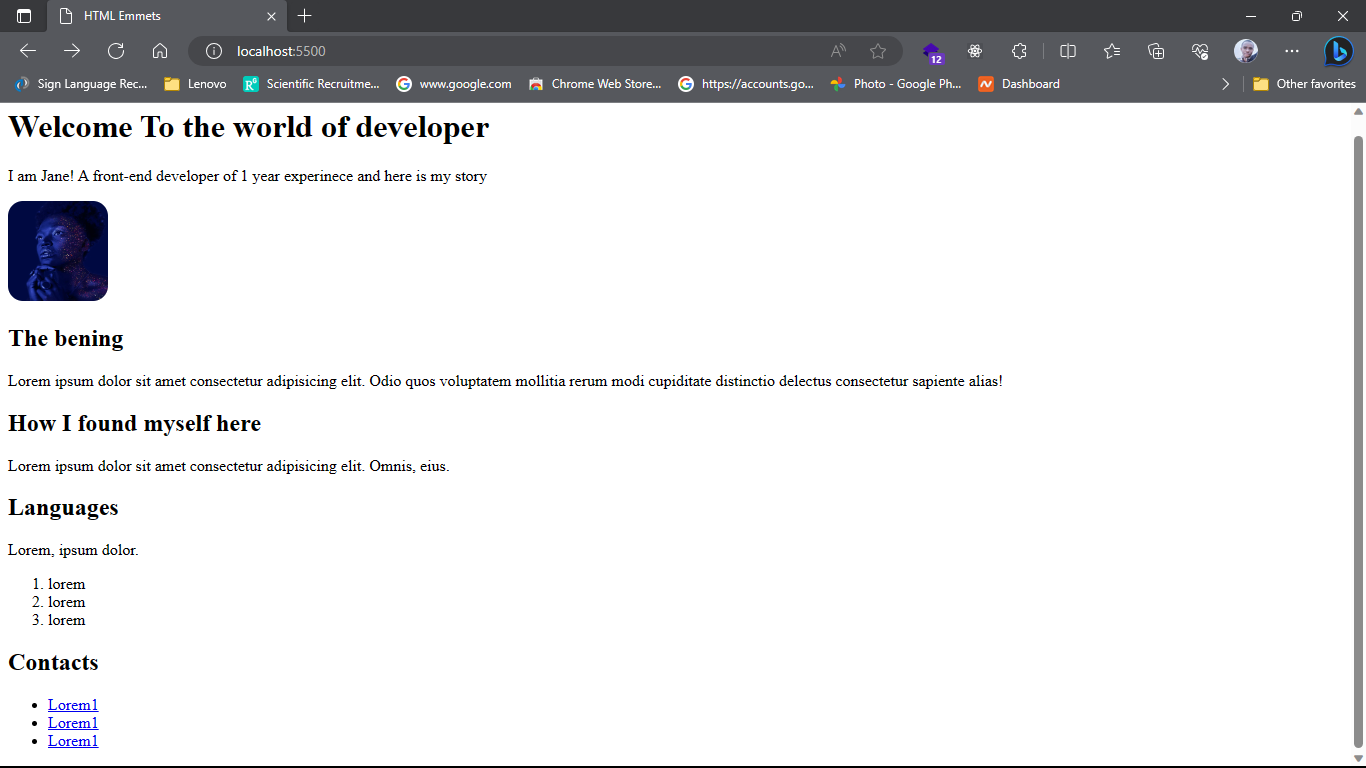 HTML Emmets
localhost:5500
12
Sign Language Rec...
Lenovo
Scientific Recruitme...
www.google.com
Chrome Web Store...
https://accounts.go...
Photo - Google Ph...
Dashboard
Other favorites
Welcome To the world of developer
I am Jane! A front-end developer of 1 year experinece and here is my story
The bening
Lorem ipsum dolor sit amet consectetur adipisicing elit. Odio quos voluptatem mollitia rerum modi cupiditate distinctio delectus consectetur sapiente alias!
How I found myself here
Lorem ipsum dolor sit amet consectetur adipisicing elit. Omnis, eius.
Languages
Lorem, ipsum dolor.
1. lorem
2. lorem
3. lorem
Contacts
• Lorem1
• Lorem1
• Lorem1